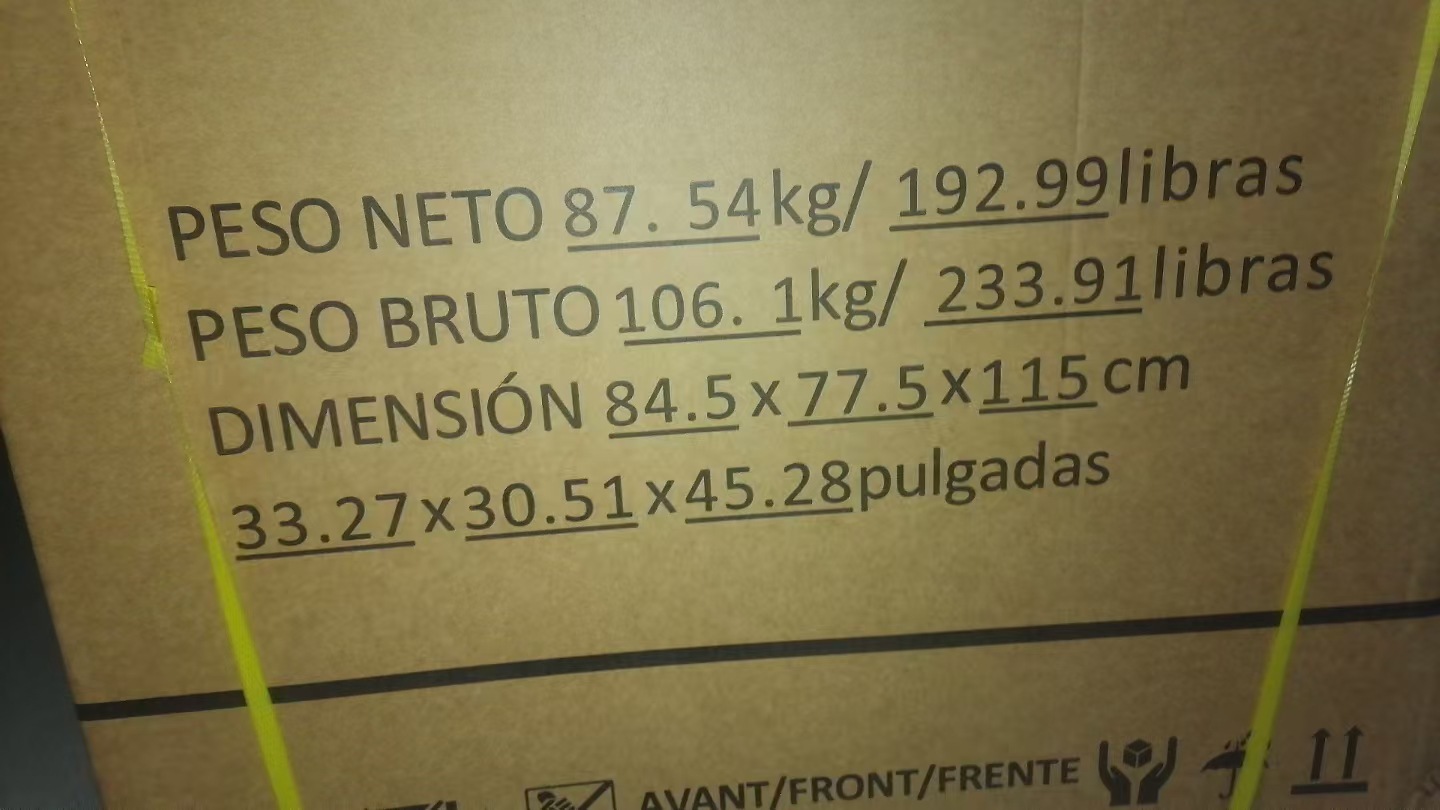 PESO NETO 87. 54kg/ 192.99libras
PESO BRUTO 106. 1kg/ 233.91libras
DIMENSIÓN 84.5x77.5x115cm
33.27x30.51x45.28pulgadas
AVANT/FRONT/FRENTE